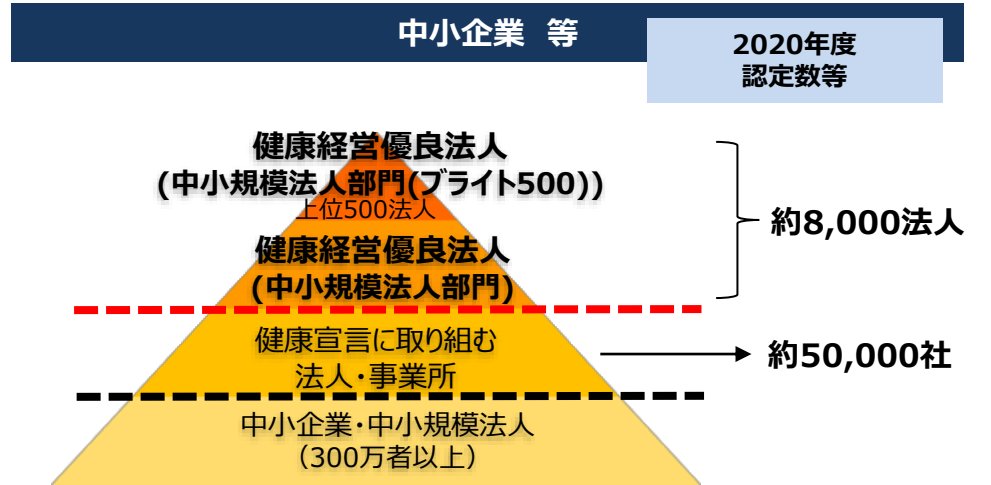 中小企業 等
2020年度
認定数等
健康経営優良法人
(中小規模法人部門(ブライト500))
上位500法人
健康経営優良法人
(中小規模法人部門)
約8,000法人
健康宣言に取り組む
法人・事業所
約50,000社
中小企業・中小規模法人
（300万者以上）